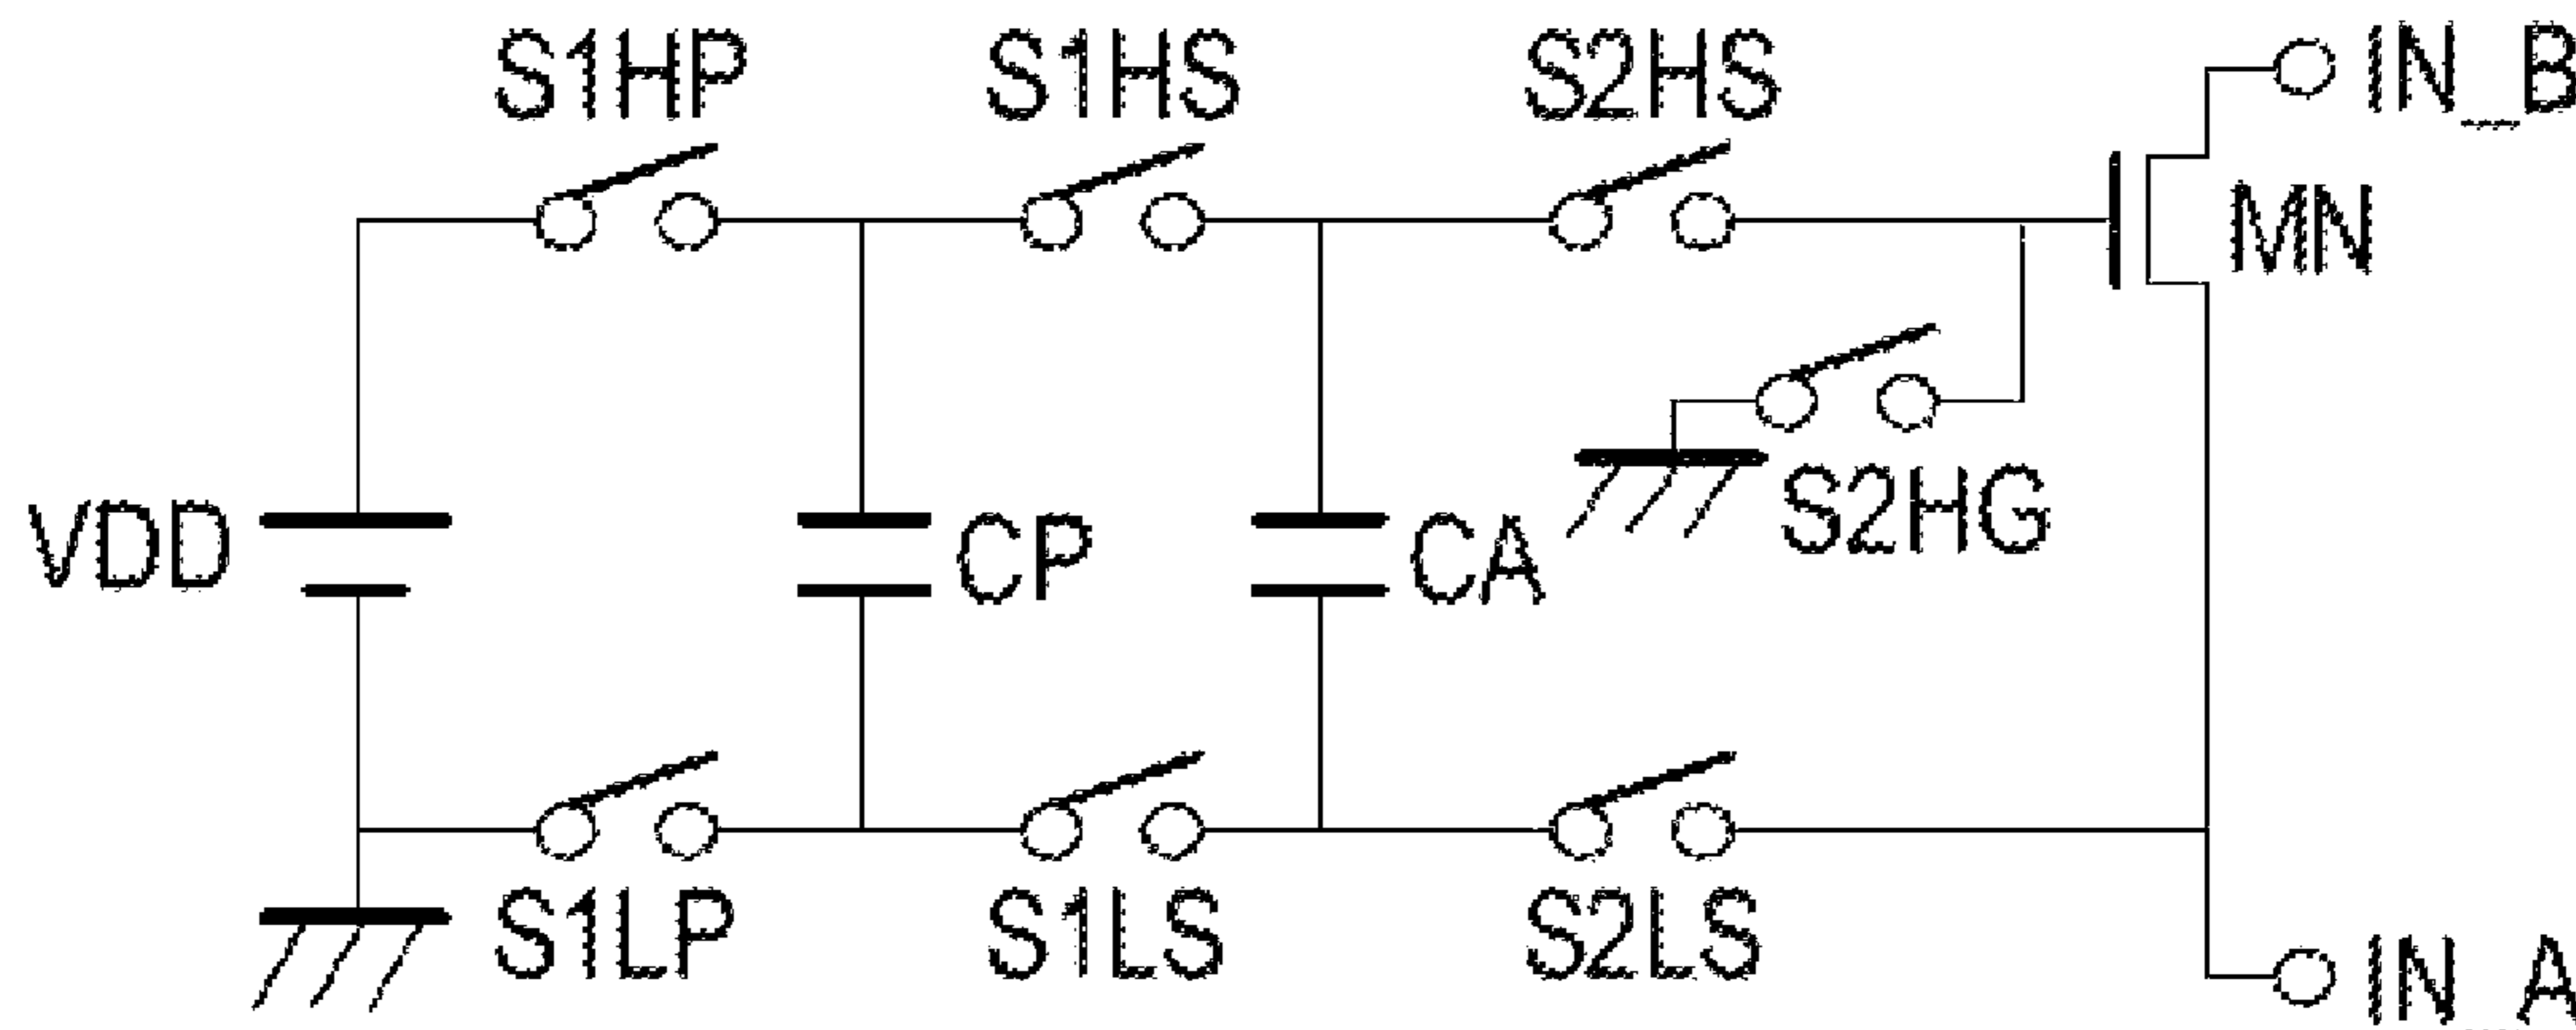 S1HP
S1HS
S2HS
IN_B
MN
VDD
CP
CA
S2HG
S1LP
S1LS
S2LS
IN_A